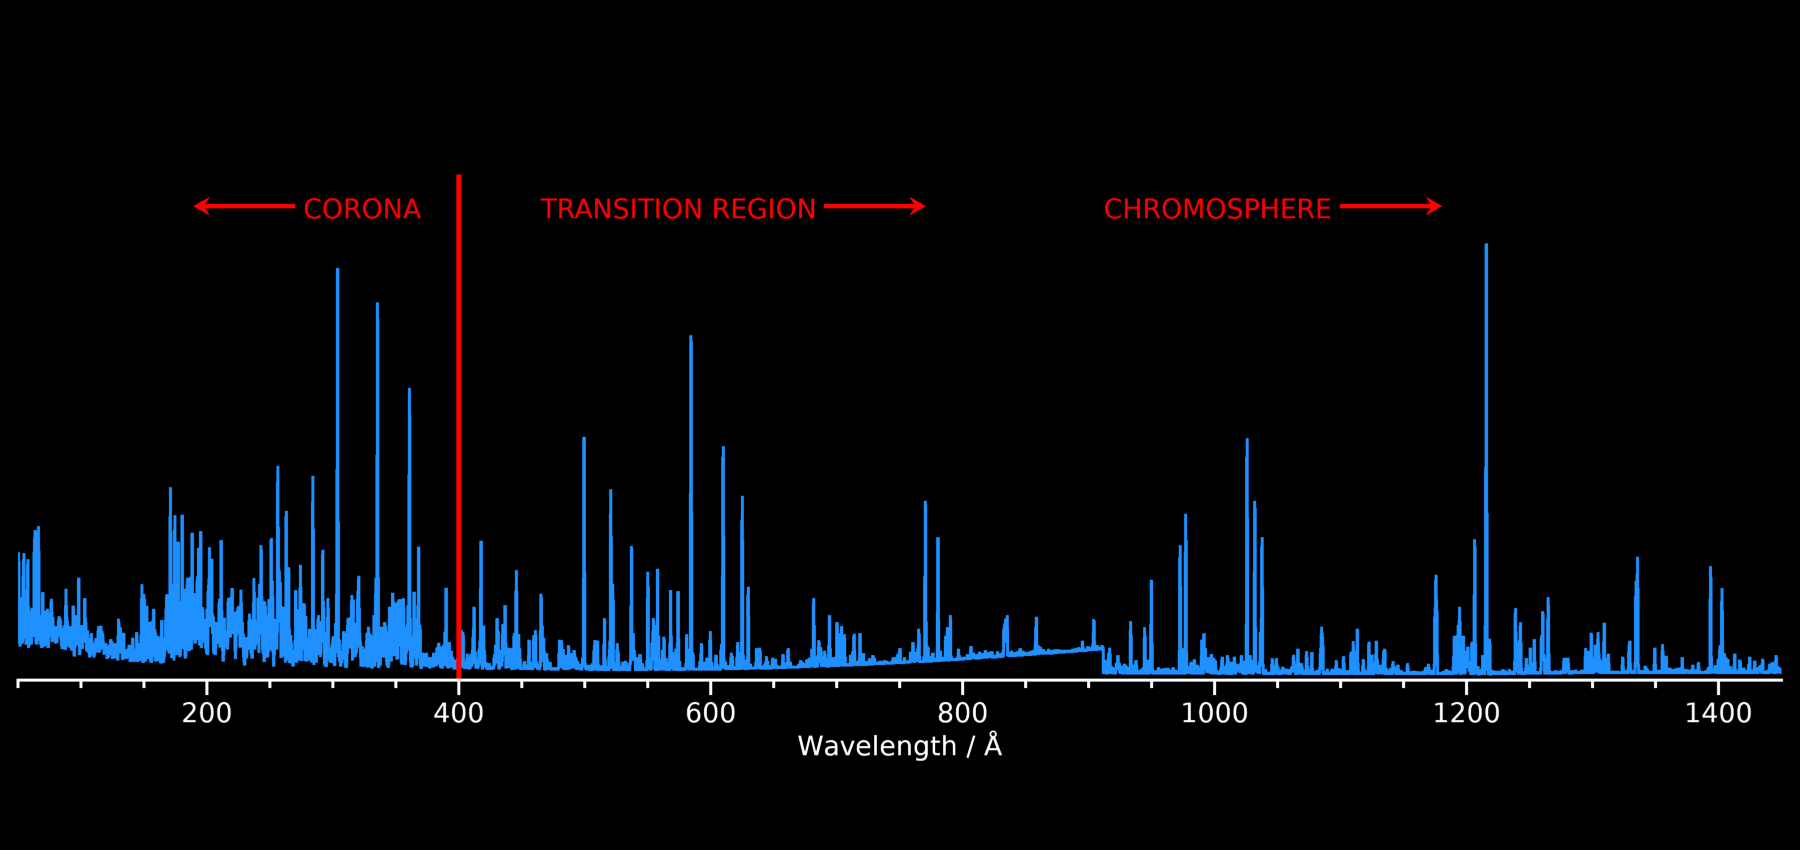 CORONA
TRANSITION REGION
CHROMOSPHERE
200 400 600 800 1000 1200 1400
Wavelength / Å